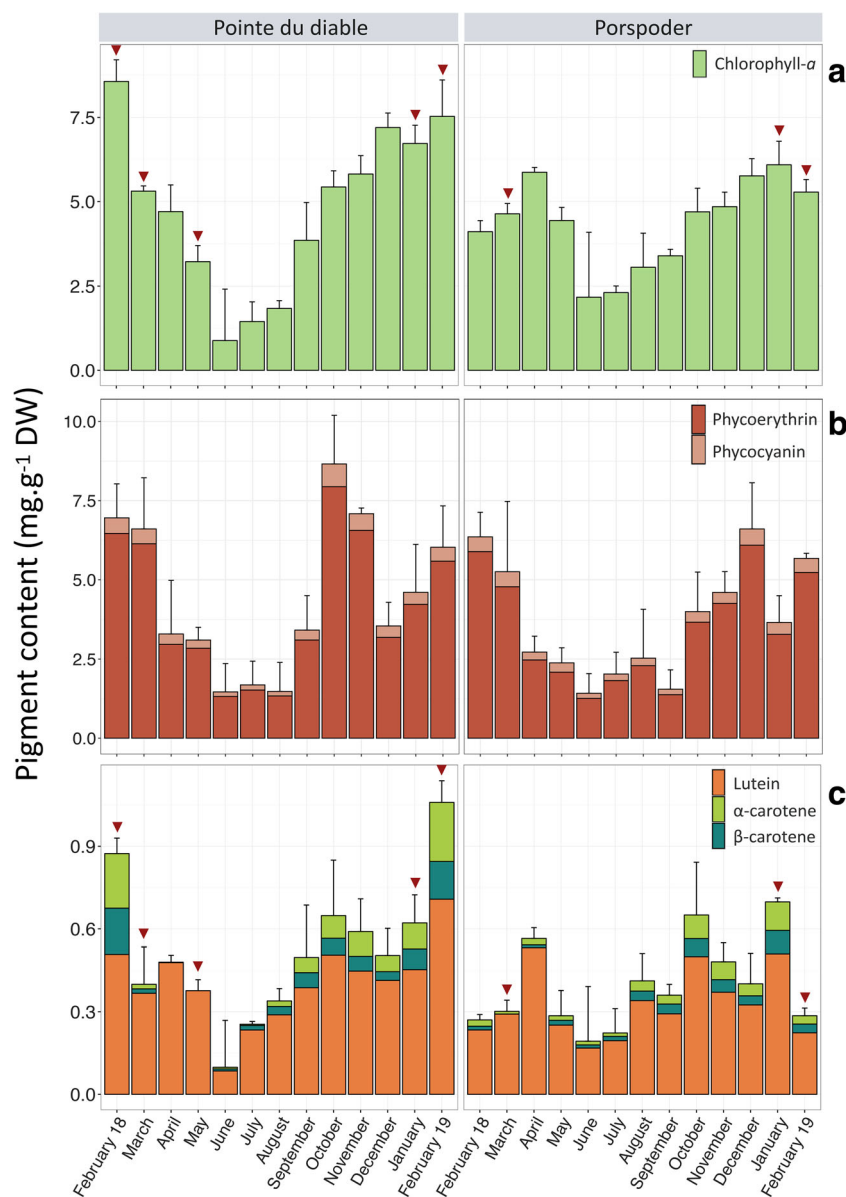 Pointe du diable
Porspoder
Chlorophyll-a
a
7.5
5.0
2.5
0.0
Phycoerythrin
Phycocyanin
b
10.0
7.5
5.0
2.5
0.0
Lutein
α-carotene
β-carotene
c
0.9
0.6
0.3
0.0
Pigment content (mg.g⁻¹ DW)
February 18
March
April
May
June
July
August
September
October
November
December
January
February 19
February 18
March
April
May
June
July
August
September
October
November
December
January
February 19